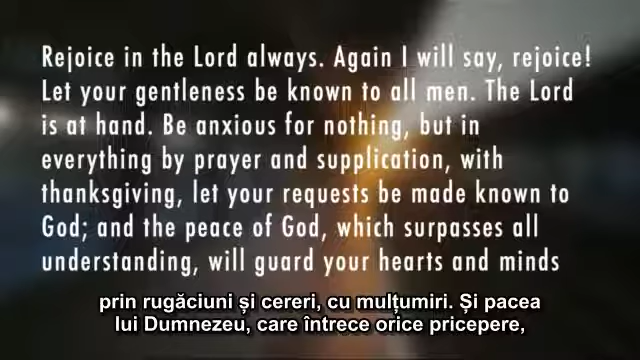 Rejoice in the Lord always. Again I will say, rejoice!
Let your gentleness be known to all men. The Lord
is at hand. Be anxious for nothing, but in
everything by prayer and supplication, with
thanksgiving, let your requests be made known to
God; and the peace of God, which surpasses all
understanding, will guard your hearts and minds
prin rugăciuni și cereri, cu mulțumiri. Și pacea
lui Dumnezeu, care întrece orice pricepere,